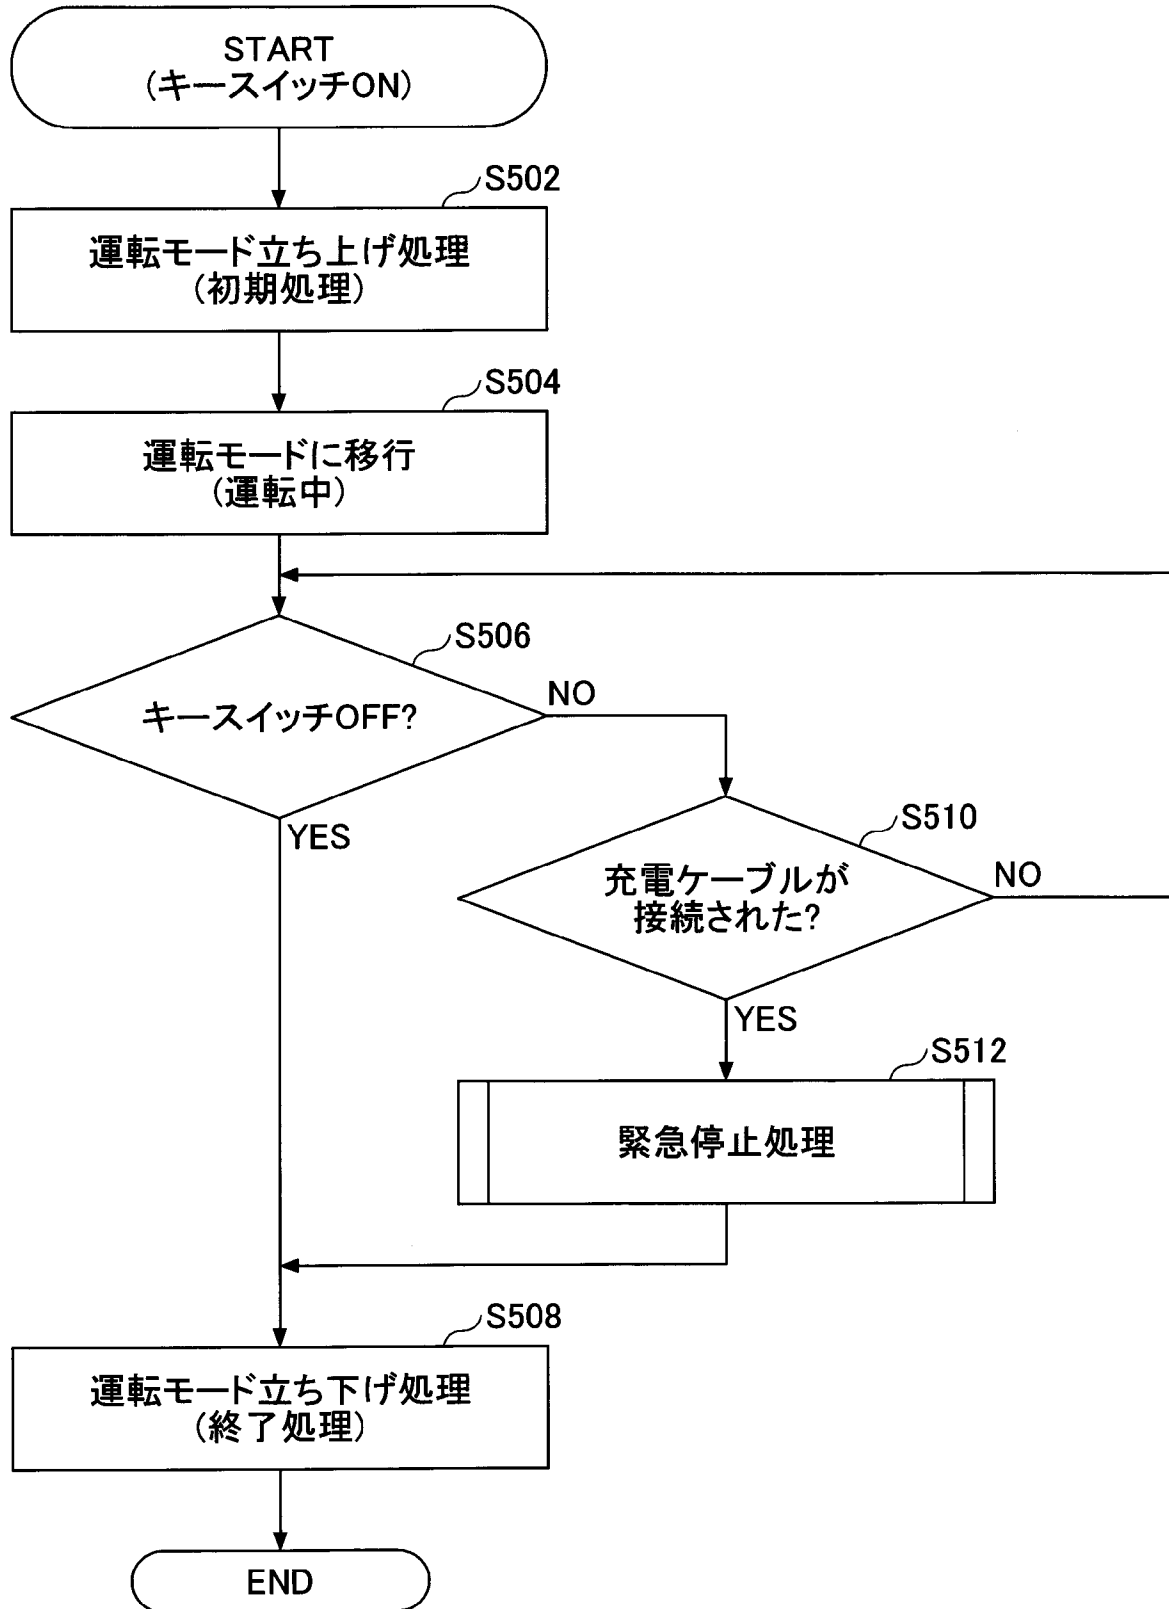 START
(キースイッチON)
S502
運転モード立ち上げ処理
(初期処理)
S504
運転モードに移行
(運転中)
S506
キースイッチOFF?
NO
YES
S510
充電ケーブルが
接続された?
NO
YES
S512
緊急停止処理
S508
運転モード立ち下げ処理
(終了処理)
END